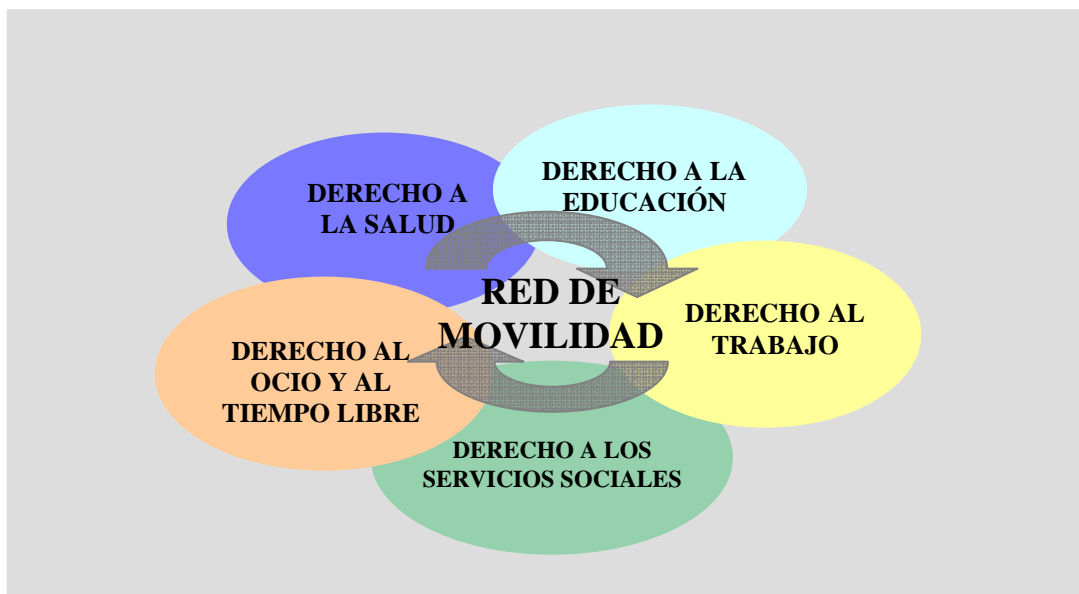 DERECHO A
LA SALUD
DERECHO A LA
EDUCACIÓN
RED DE
MOVILIDAD
DERECHO AL
TRABAJO
DERECHO AL
OCIO Y AL
TIEMPO LIBRE
DERECHO A LOS
SERVICIOS SOCIALES